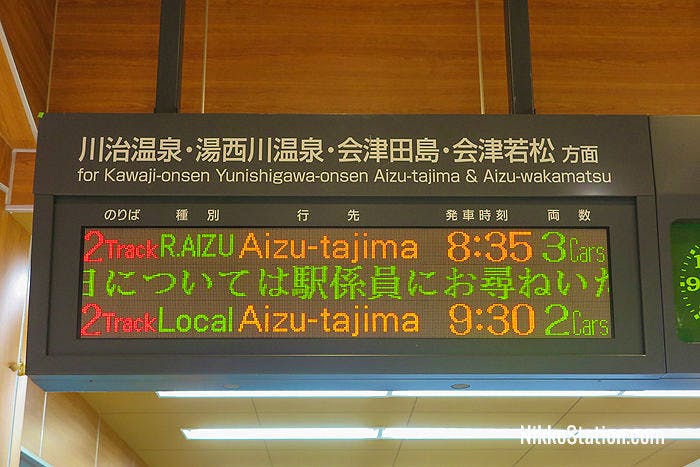 川治温泉・湯西川温泉・会津田島・会津若松 方面
for Kawaji-onsen Yunishigawa-onsen Aizu-tajima & Aizu-wakamatsu
のりば 種別 行先 発車時刻 両数
2Track R.AIZU Aizu-tajima 8:35 3Cars
日については駅係員にお尋ねいた
2Track Local Aizu-tajima 9:30 2Cars
NikkoStation.com